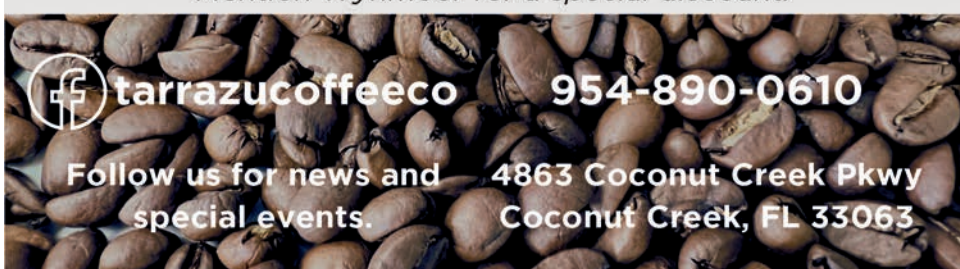 tarrazucoffeeco
954-890-0610
Follow us for news and
special events.
4863 Coconut Creek Pkwy
Coconut Creek, FL 33063